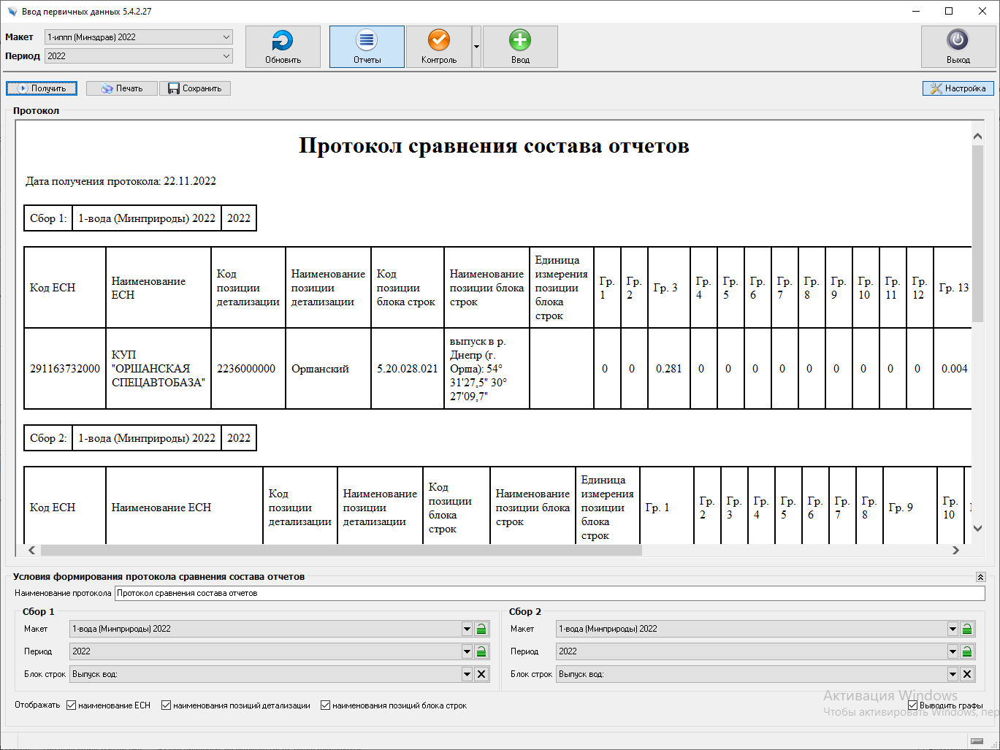 Ввод первичных данных 5.4.2.27
Макет
1-иппп (Минздрав) 2022
Период
2022
Обновить
Отчеты
Контроль
Ввод
Выход
Получить
Печать
Сохранить
Настройка
Протокол
Протокол сравнения состава отчетов
Дата получения протокола: 22.11.2022
Сбор 1: 1-вода (Минприроды) 2022 2022
Код ЕСН
Наименование
ЕСН
Код
позиции
детализации
Наименование
позиции
детализации
Код
позиции
блока строк
Наименование
позиции блока
строк
Единица
измерения
позиции
блока
строк
Гр.
1
Гр.
2
Гр. 3
Гр.
4
Гр.
5
Гр.
6
Гр.
7
Гр.
8
Гр.
9
Гр.
10
Гр.
11
Гр.
12
Гр. 13
291163732000
КУП
"ОРШАНСКАЯ
СПЕЦАВТОБАЗА"
2236000000
Оршанский
5.20.028.021
выпуск в р.
Днепр (г.
Орша): 54°
31'27,5" 30°
27'09,7"
0 0 0.281 0 0 0 0 0 0 0 0 0 0.004
Сбор 2: 1-вода (Минприроды) 2022 2022
Код ЕСН
Наименование ЕСН
Код
позиции
детализации
Наименование
позиции
детализации
Код
позиции
блока
строк
Наименование
позиции блока
строк
Единица
измерения
позиции
блока
строк
Гр. 1
Гр.
2
Гр.
3
Гр.
4
Гр.
5
Гр.
6
Гр.
7
Гр.
8
Гр. 9
Гр.
10
Условия формирования протокола сравнения состава отчетов
Наименование протокола Протокол сравнения состава отчетов
Сбор 1
Макет 1-вода (Минприроды) 2022
Период 2022
Блок строк Выпуск вод:
Сбор 2
Макет 1-вода (Минприроды) 2022
Период 2022
Блок строк Выпуск вод:
Отображать наименование ЕСН наименования позиций детализации наименования позиций блока строк
Выводить графы
Активация Windows
Чтобы активировать Windows, пер